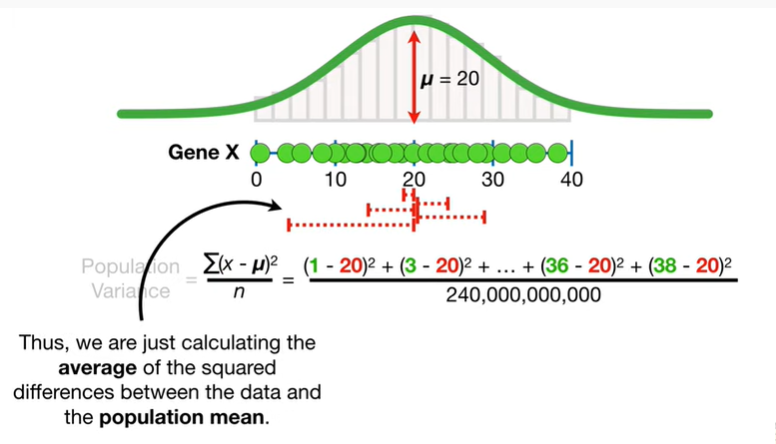 μ = 20
Gene X
0 10 20 30 40
Population Variance = ∑(x - μ)² / n = (1 - 20)² + (3 - 20)² + ... + (36 - 20)² + (38 - 20)² / 240,000,000,000
Thus, we are just calculating the
average of the squared
differences between the data and
the population mean.